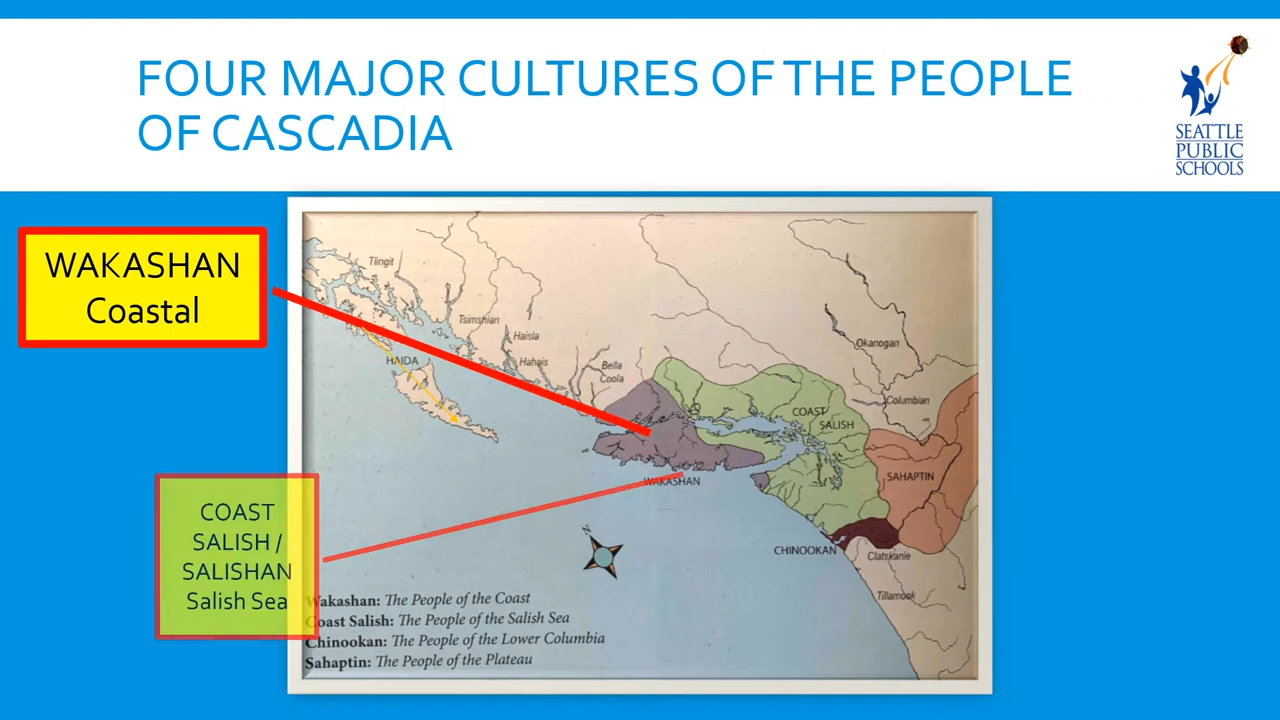 FOUR MAJOR CULTURES OF THE PEOPLE
OF CASCADIA
SEATTLE
PUBLIC
SCHOOLS
WAKASHAN
Coastal
Tlingit
Tsimshian
Haisla
Hahais
HAIDA
Bella
Coola
Okanogan
Columbian
COAST
SALISH
SAHAPTIN
WAKASHAN
CHINOOKAN
Clatskanie
Tillamook
N
COAST
SALISH /
SALISHAN
Salish Sea
Wakashan: The People of the Coast
Coast Salish: The People of the Salish Sea
Chinookan: The People of the Lower Columbia
Sahaptin: The People of the Plateau